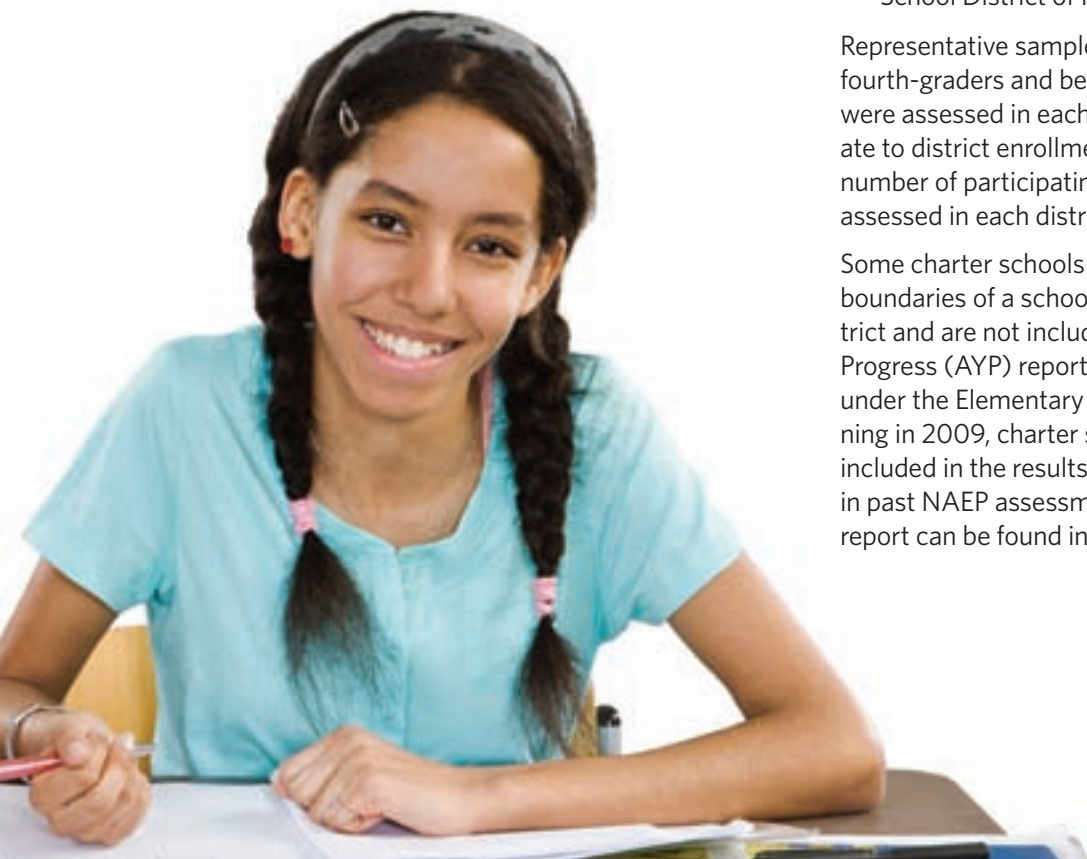 School District of
Representative sample
fourth-graders and be
were assessed in each
ate to district enrollme
number of participatin
assessed in each distr
Some charter schools
boundaries of a schoo
trict and are not includ
Progress (AYP) report
under the Elementary
ning in 2009, charter s
included in the results
in past NAEP assessm
report can be found in